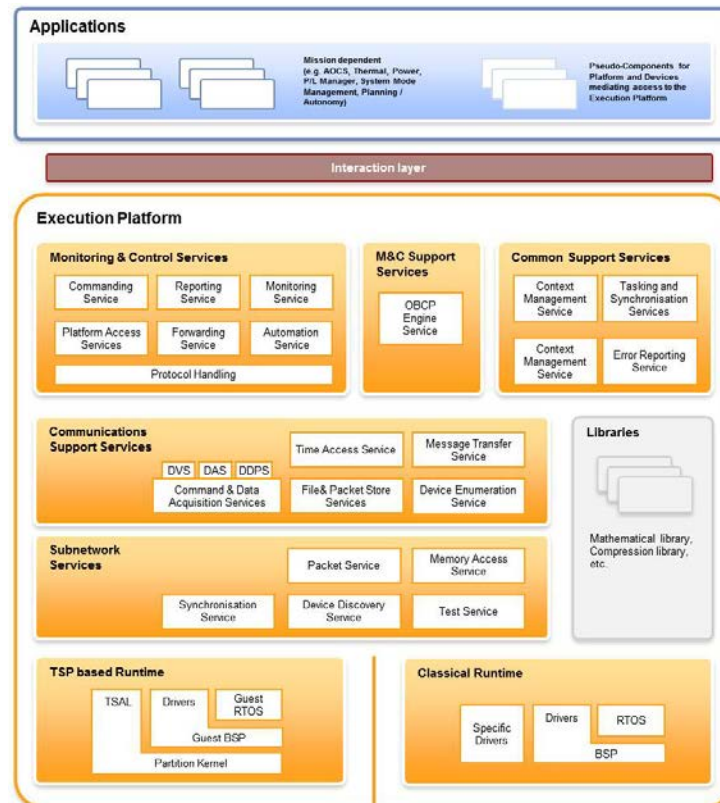 Applications
Mission dependent
(e.g. AOCS, Thermal, Power,
P/L Manager, System Mode
Management, Planning /
Autonomy)
Pseudo-Components for
Platform and Devices
mediating access to the
Execution Platform
Interaction layer
Execution Platform
Monitoring & Control Services
Commanding
Service
Reporting
Service
Monitoring
Service
Platform Access
Services
Forwarding
Service
Automation
Service
Protocol Handling
M&C Support
Services
OBCP
Engine
Service
Common Support Services
Context
Management
Service
Tasking and
Synchronisation
Services
Context
Management
Service
Error Reporting
Service
Communications
Support Services
Time Access Service
Message Transfer
Service
DVS
DAS
DDPS
Command & Data
Acquisition Services
File& Packet Store
Services
Device Enumeration
Service
Libraries
Mathematical library,
Compression library,
etc.
Subnetwork
Services
Packet Service
Memory Access
Service
Synchronisation
Service
Device Discovery
Service
Test Service
TSP based Runtime
TSAL
Drivers
Guest
RTOS
Guest BSP
Partition Kernel
Classical Runtime
Specific
Drivers
Drivers
RTOS
BSP